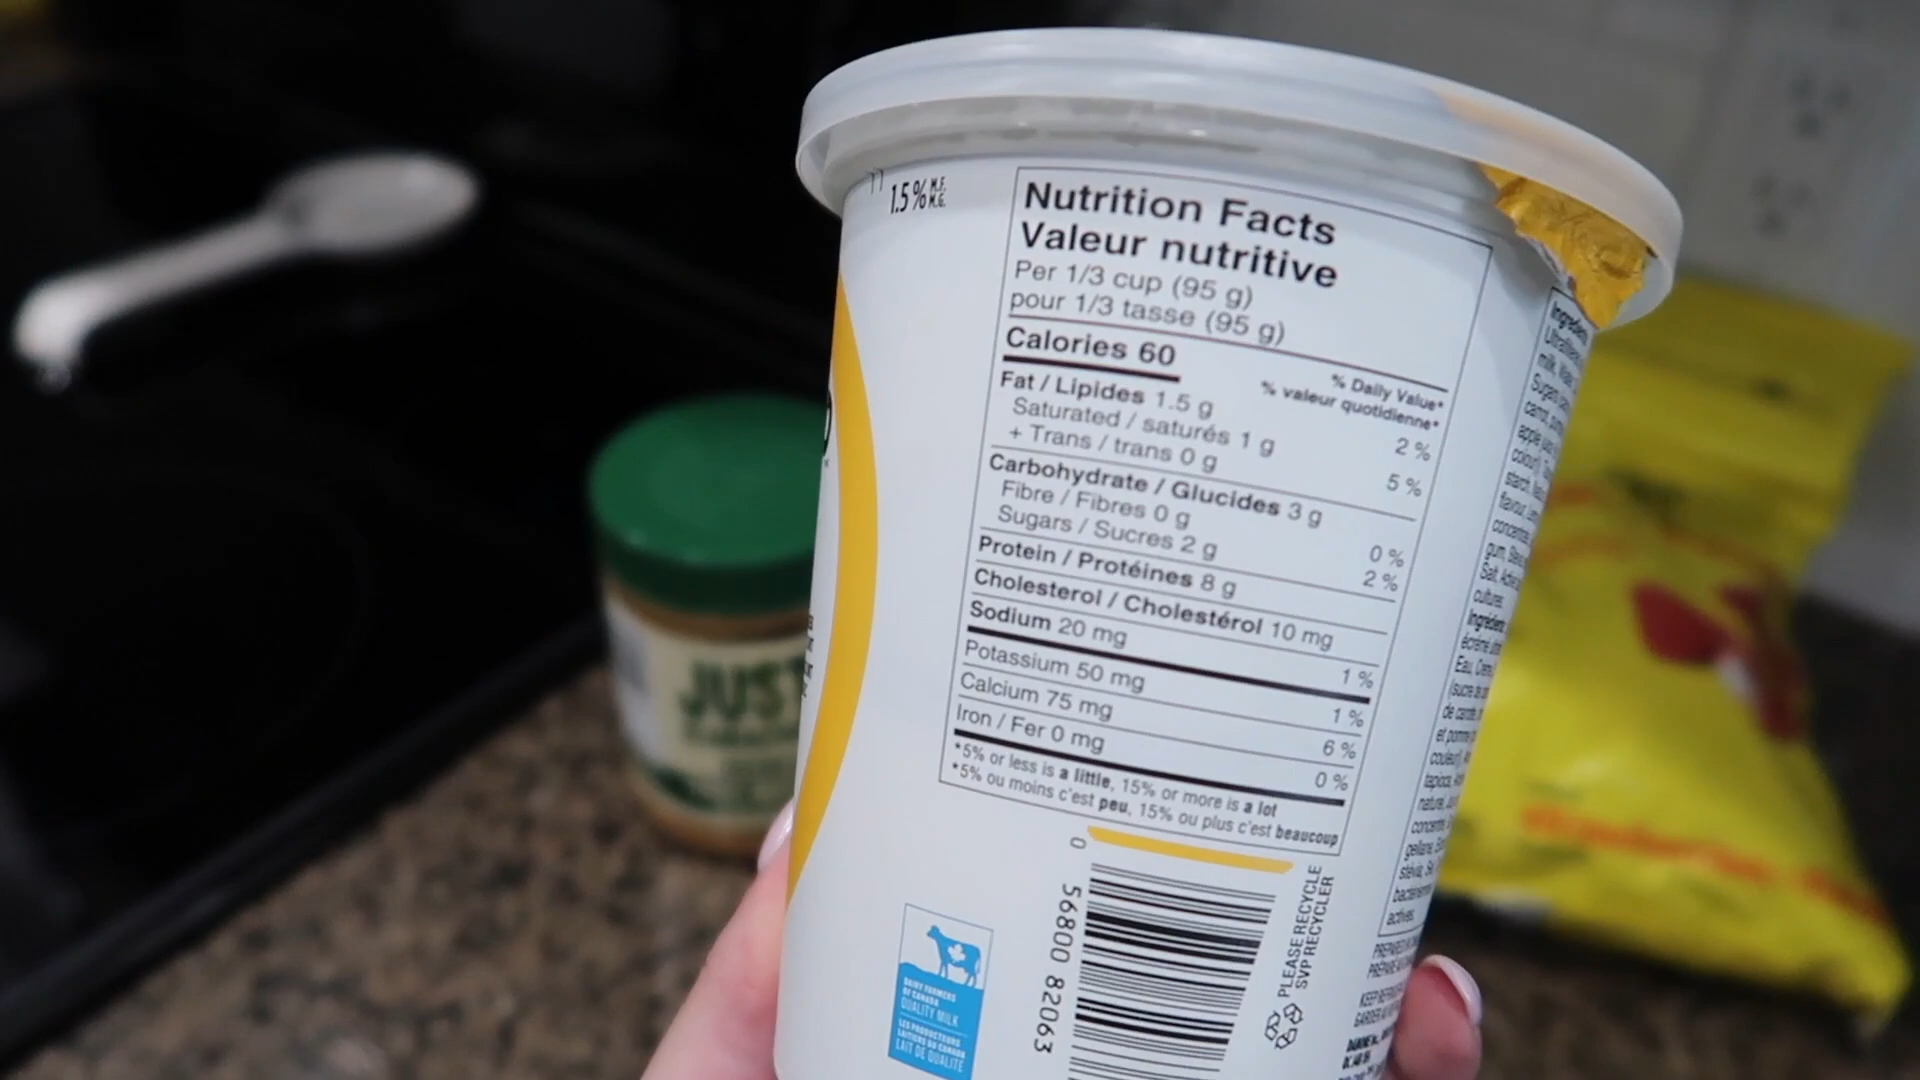 1.5% M.F. M.G.
Nutrition Facts
Valeur nutritive
Per 1/3 cup (95 g)
pour 1/3 tasse (95 g)
Calories 60
% Daily Value*
% valeur quotidienne*
Fat / Lipides 1.5 g 2 %
Saturated / saturés 1 g
+ Trans / trans 0 g 5 %
Carbohydrate / Glucides 3 g
Fibre / Fibres 0 g 0 %
Sugars / Sucres 2 g 2 %
Protein / Protéines 8 g
Cholesterol / Cholestérol 10 mg
Sodium 20 mg 1 %
Potassium 50 mg 1 %
Calcium 75 mg 6 %
Iron / Fer 0 mg 0 %
*5% or less is a little, 15% or more is a lot
*5% ou moins c'est peu, 15% ou plus c'est beaucoup
0 56800 82063
PLEASE RECYCLE
SVP RECYCLER
DAIRY FARMERS
OF CANADA
QUALITY MILK
LES PRODUCTEURS
LAITIERS DU CANADA
LAIT DE QUALITÉ
JUST